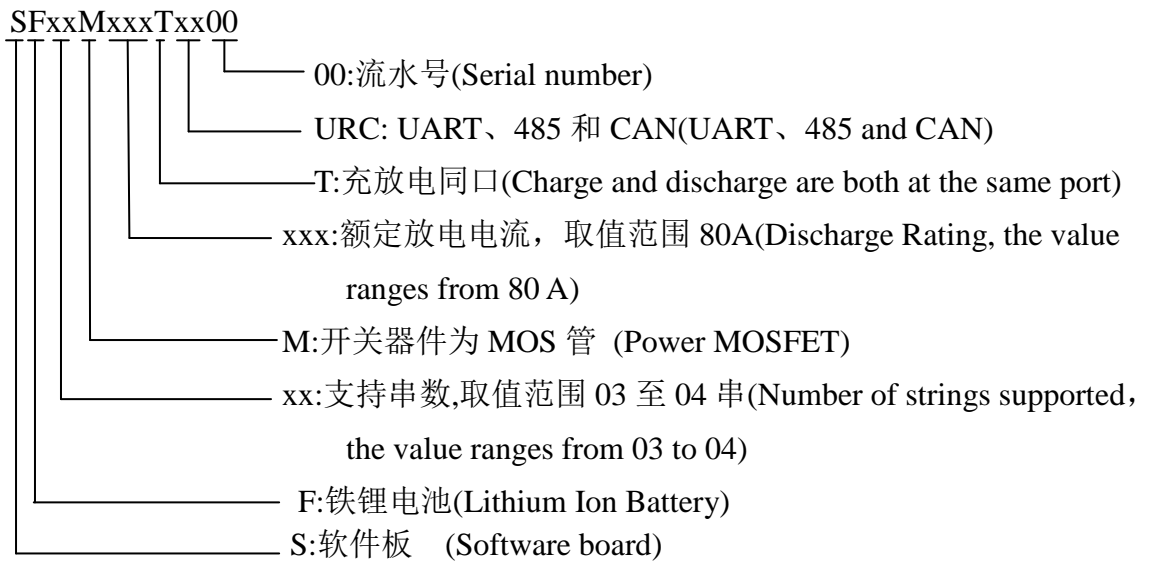 SFxxMxxxTxx00
00:流水号(Serial number)
URC: UART、485 和 CAN(UART、485 and CAN)
T:充放电同口(Charge and discharge are both at the same port)
xxx:额定放电电流，取值范围 80A(Discharge Rating, the value
ranges from 80 A)
M:开关器件为 MOS 管 (Power MOSFET)
xx:支持串数,取值范围 03 至 04 串(Number of strings supported，
the value ranges from 03 to 04)
F:铁锂电池(Lithium Ion Battery)
S:软件板 (Software board)